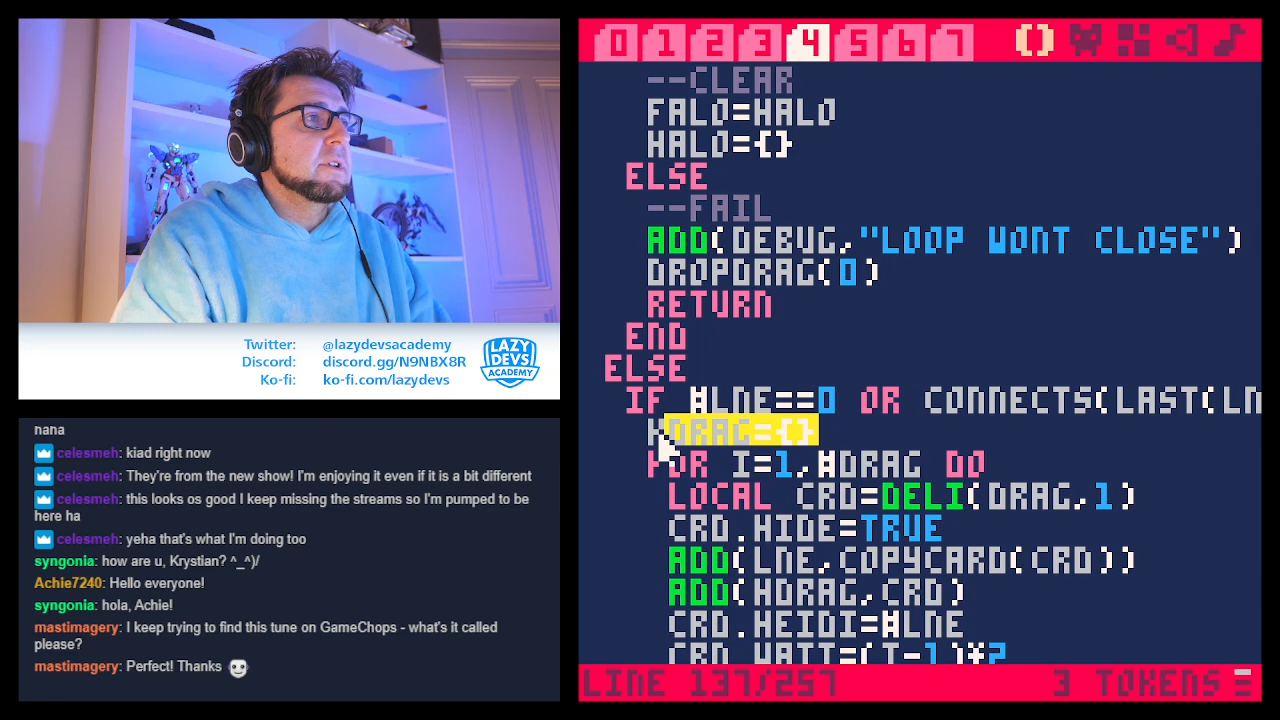 Twitter: @lazydevsacademy
Discord: discord.gg/N9NBX8R
Ko-fi: ko-fi.com/lazydevs
LAZY
DEVS
ACADEMY
nana
celesmeh: kiad right now
celesmeh: They're from the new show! I'm enjoying it even if it is a bit different
celesmeh: this looks os good I keep missing the streams so I'm pumped to be
here ha
celesmeh: yeha that's what I'm doing too
syngonia: how are u, Krystian? ^_^)/
Achie7240: Hello everyone!
syngonia: hola, Achie!
mastimagery: I keep trying to find this tune on GameChops - what's it called
please?
mastimagery: Perfect! Thanks
0 1 2 3 4 5 6 7 {}
--CLEAR
FALO=HALO
HALO={}
ELSE
--FAIL
ADD(DEBUG,"LOOP WONT CLOSE")
DROPDRAG(0)
RETURN
END
ELSE
IF #LNE==0 OR CONNECTS(LAST(LN
HDRAG={}
FOR I=1,#DRAG DO
LOCAL CRD=DELI(DRAG,1)
CRD.HIDE=TRUE
ADD(LNE,COPYCARD(CRD))
ADD(HDRAG,CRD)
CRD.HEIDI=#LNE
CRD.WAIT=(I-1)*2
LINE 137/257 3 TOKENS